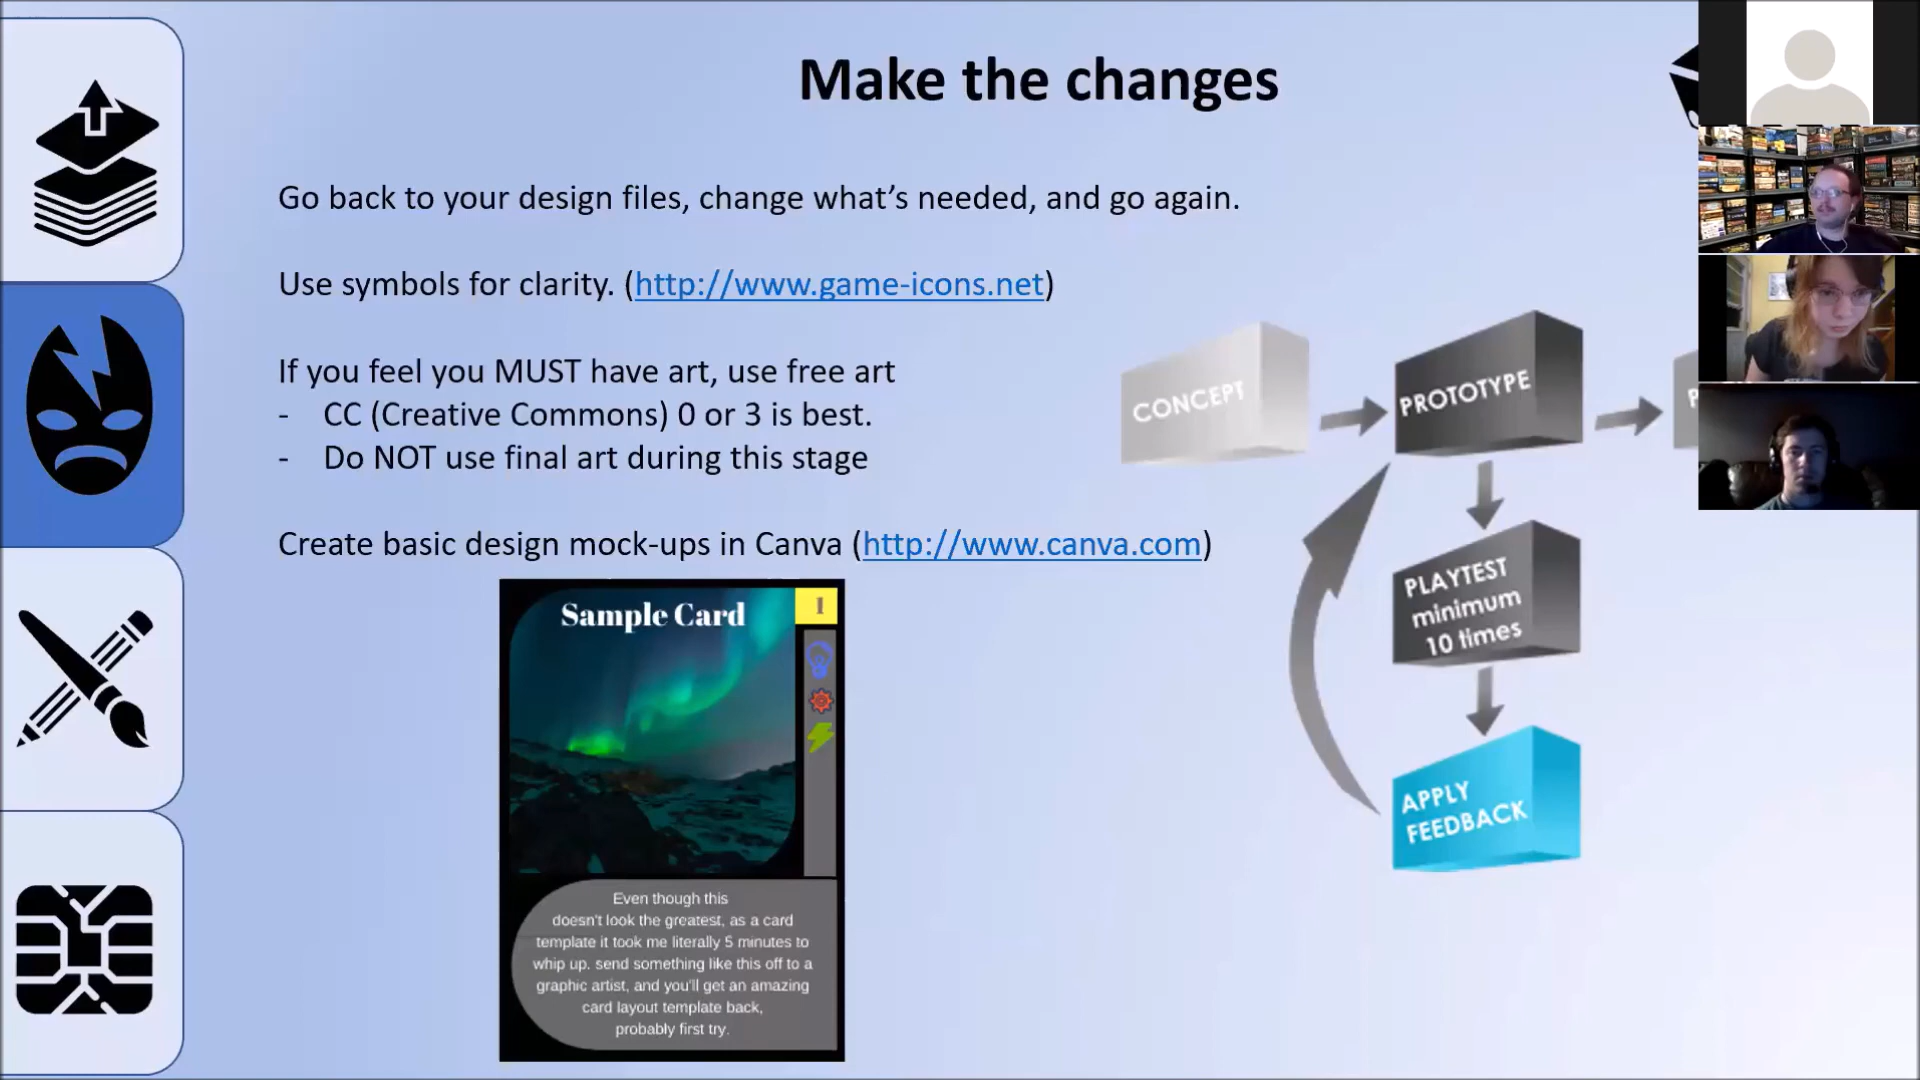 Make the changes
Go back to your design files, change what’s needed, and go again.
Use symbols for clarity. (http://www.game-icons.net)
If you feel you MUST have art, use free art
- CC (Creative Commons) 0 or 3 is best.
- Do NOT use final art during this stage
Create basic design mock-ups in Canva (http://www.canva.com)
Sample Card
1
Even though this
doesn't look the greatest, as a card
template it took me literally 5 minutes to
whip up. send something like this off to a
graphic artist, and you'll get an amazing
card layout template back,
probably first try.
CONCEPT
PROTOTYPE
PLAYTEST
minimum
10 times
APPLY
FEEDBACK